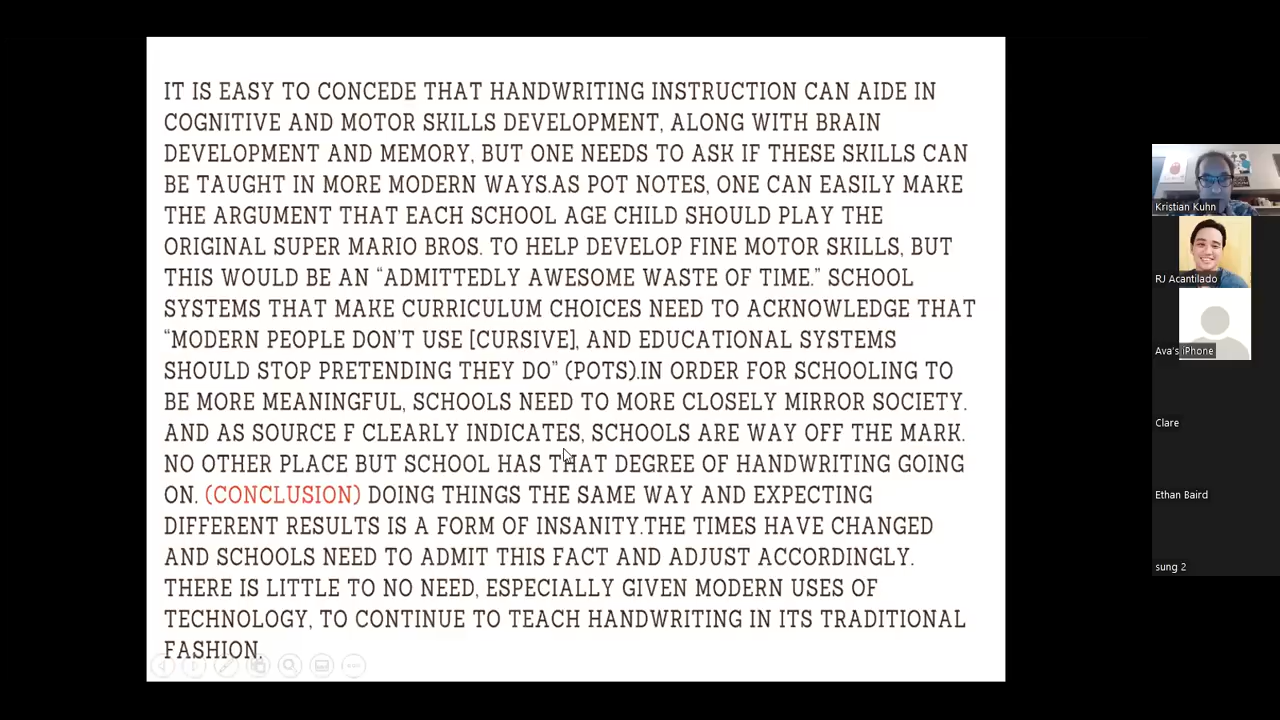 IT IS EASY TO CONCEDE THAT HANDWRITING INSTRUCTION CAN AIDE IN
COGNITIVE AND MOTOR SKILLS DEVELOPMENT, ALONG WITH BRAIN
DEVELOPMENT AND MEMORY, BUT ONE NEEDS TO ASK IF THESE SKILLS CAN
BE TAUGHT IN MORE MODERN WAYS.AS POT NOTES, ONE CAN EASILY MAKE
THE ARGUMENT THAT EACH SCHOOL AGE CHILD SHOULD PLAY THE
ORIGINAL SUPER MARIO BROS. TO HELP DEVELOP FINE MOTOR SKILLS, BUT
THIS WOULD BE AN “ADMITTEDLY AWESOME WASTE OF TIME.” SCHOOL
SYSTEMS THAT MAKE CURRICULUM CHOICES NEED TO ACKNOWLEDGE THAT
“MODERN PEOPLE DON’T USE [CURSIVE], AND EDUCATIONAL SYSTEMS
SHOULD STOP PRETENDING THEY DO” (POTS).IN ORDER FOR SCHOOLING TO
BE MORE MEANINGFUL, SCHOOLS NEED TO MORE CLOSELY MIRROR SOCIETY.
AND AS SOURCE F CLEARLY INDICATES, SCHOOLS ARE WAY OFF THE MARK.
NO OTHER PLACE BUT SCHOOL HAS THAT DEGREE OF HANDWRITING GOING
ON. (CONCLUSION) DOING THINGS THE SAME WAY AND EXPECTING
DIFFERENT RESULTS IS A FORM OF INSANITY.THE TIMES HAVE CHANGED
AND SCHOOLS NEED TO ADMIT THIS FACT AND ADJUST ACCORDINGLY.
THERE IS LITTLE TO NO NEED, ESPECIALLY GIVEN MODERN USES OF
TECHNOLOGY, TO CONTINUE TO TEACH HANDWRITING IN ITS TRADITIONAL
FASHION.
Kristian Kuhn
RJ Acantilado
Ava's iPhone
Clare
Ethan Baird
sung 2